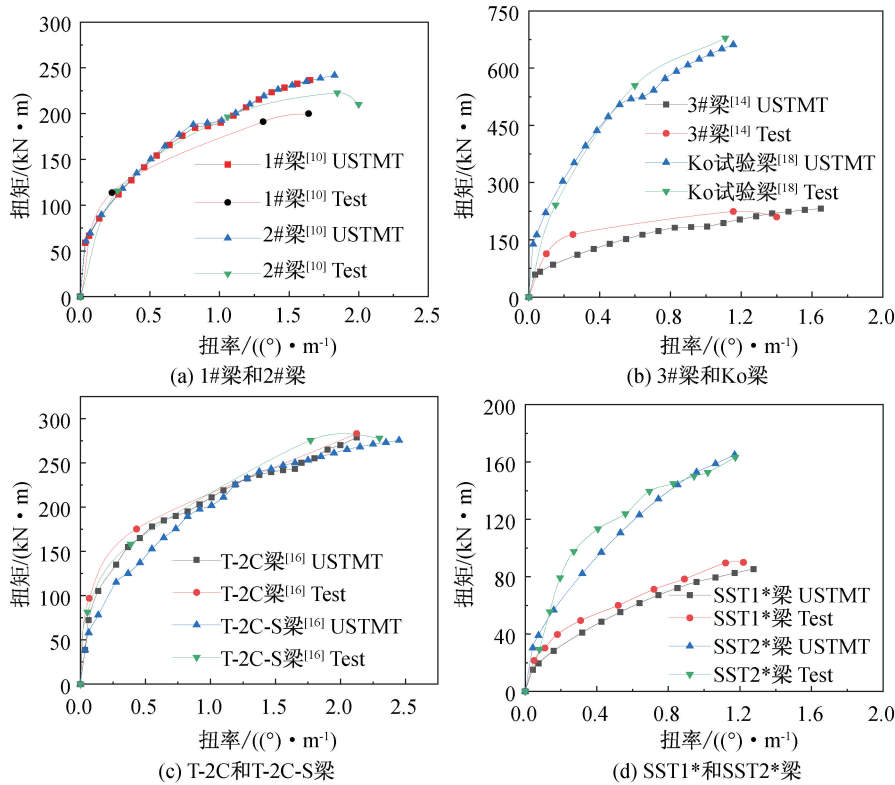 300
250
200
150
100
50
0
扭矩/(kN·m)
1#梁[10] USTMT
1#梁[10] Test
2#梁[10] USTMT
2#梁[10] Test
0 0.5 1.0 1.5 2.0 2.5
扭率/((°)·m-1)
(a) 1#梁和2#梁
750
600
450
300
150
0
扭矩/(kN·m)
3#梁[14] USTMT
3#梁[14] Test
Ko试验梁[18] USTMT
Ko试验梁[18] Test
0 0.4 0.8 1.2 1.6 2.0
扭率/((°)·m-1)
(b) 3#梁和Ko梁
350
300
250
200
150
100
50
0
扭矩/(kN·m)
T-2C梁[16] USTMT
T-2C梁[16] Test
T-2C-S梁[16] USTMT
T-2C-S梁[16] Test
0 0.5 1.0 1.5 2.0 2.5
扭率/((°)·m-1)
(c) T-2C和T-2C-S梁
200
160
120
80
40
0
扭矩/(kN·m)
SST1*梁 USTMT
SST1*梁 Test
SST2*梁 USTMT
SST2*梁 Test
0 0.4 0.8 1.2 1.6 2.0
扭率/((°)·m-1)
(d) SST1*和SST2*梁